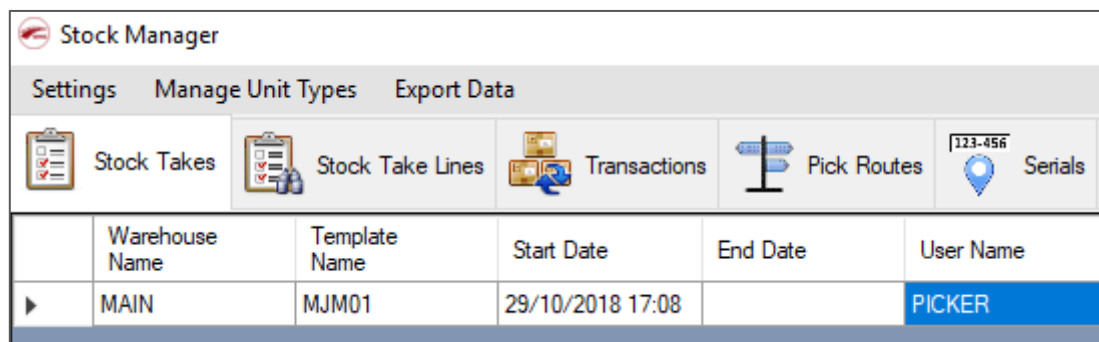 Stock Manager
Settings Manage Unit Types Export Data
Stock Takes Stock Take Lines Transactions Pick Routes 123-456 Serials
Warehouse Name Template Name Start Date End Date User Name
MAIN MJM01 29/10/2018 17:08 PICKER